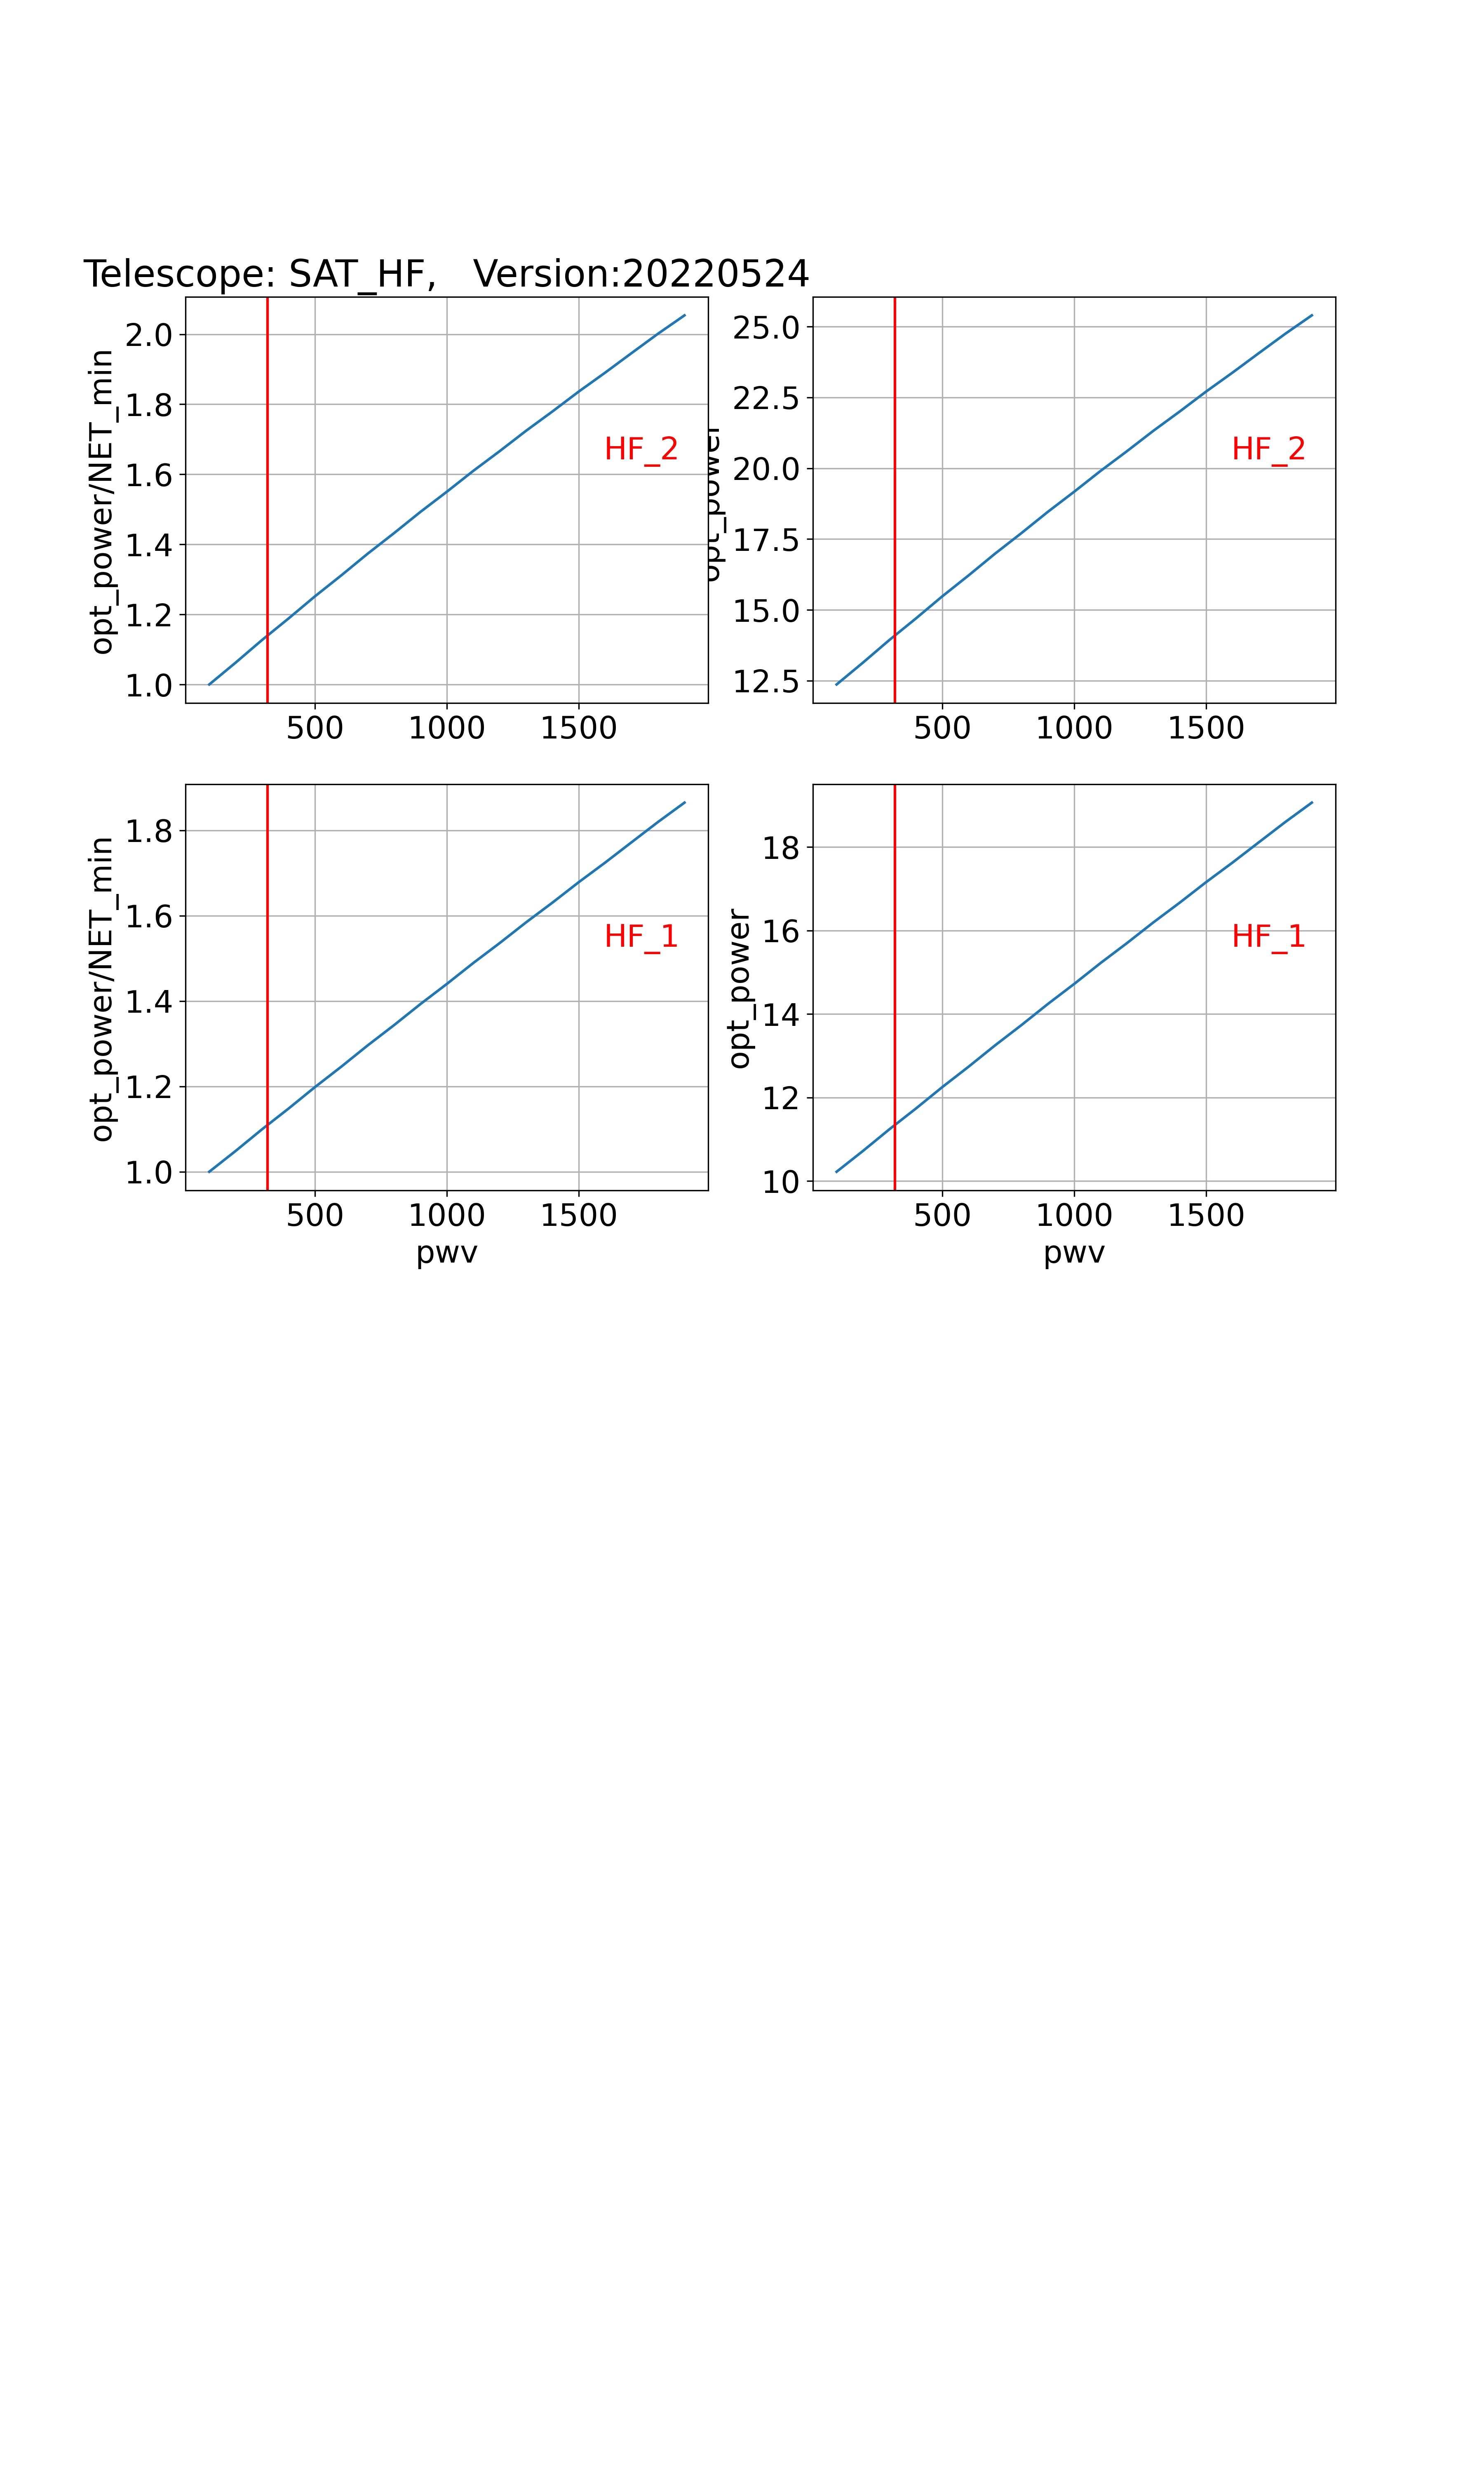 Telescope: SAT_HF,   Version:20220524
opt_power/NET_min
2.0
1.8
1.6
1.4
1.2
1.0
HF_2
500 1000 1500
opt_power
25.0
22.5
20.0
17.5
15.0
12.5
HF_2
500 1000 1500
opt_power/NET_min
1.8
1.6
1.4
1.2
1.0
HF_1
500 1000 1500
pwv
opt_power
18
16
14
12
10
HF_1
500 1000 1500
pwv